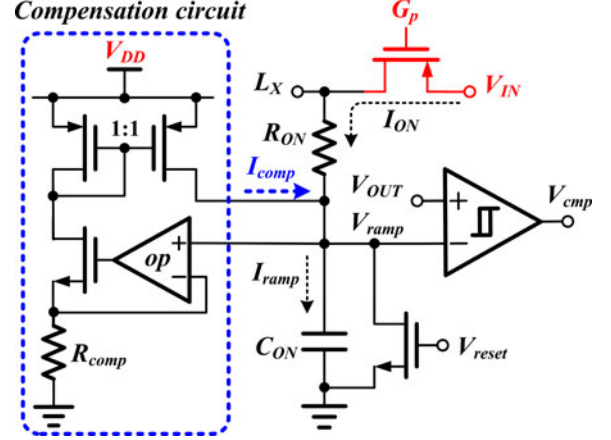 Compensation circuit
V_DD
1:1
I_comp
op
+
−
R_comp
G_p
L_X
V_IN
I_ON
R_ON
V_OUT
+
−
V_ramp
V_cmp
I_ramp
C_ON
V_reset